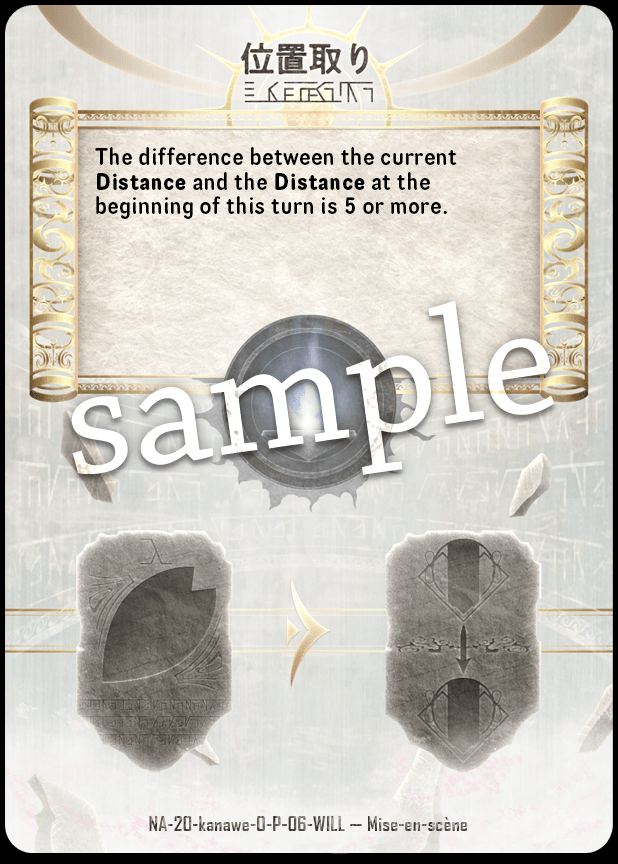 位置取り
The difference between the current
Distance and the Distance at the
beginning of this turn is 5 or more.
sample
NA-20-kanawe-O-P-06-WILL — Mise-en-scène